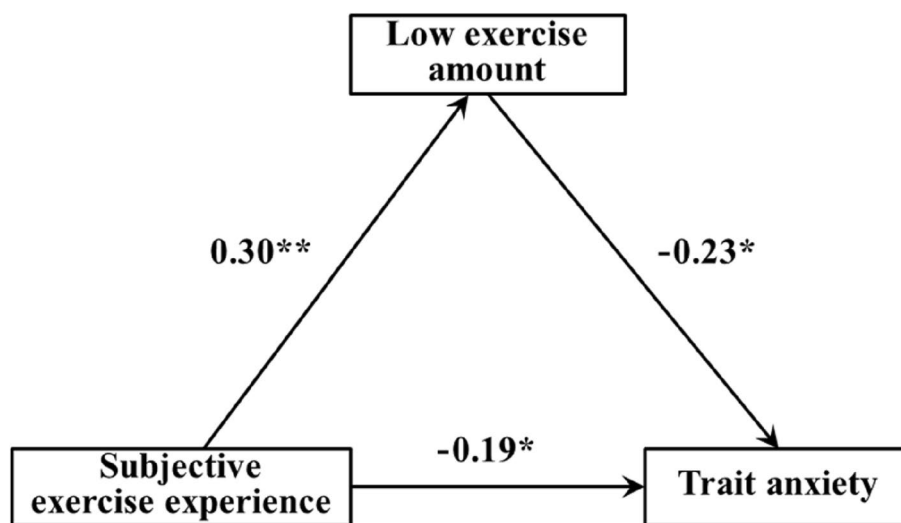 Low exercise
amount
0.30**
-0.23*
-0.19*
Subjective
exercise experience
Trait anxiety